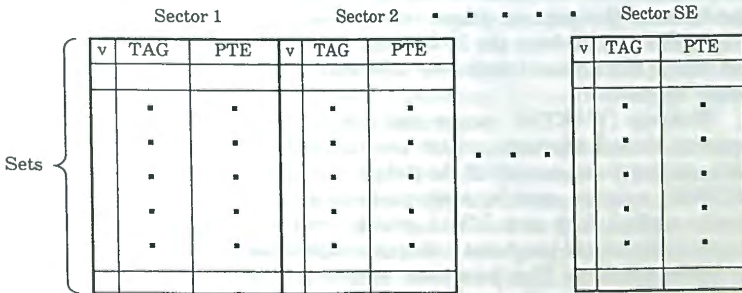 Sector 1 Sector 2 Sector SE
v TAG PTE v TAG PTE v TAG PTE
Sets